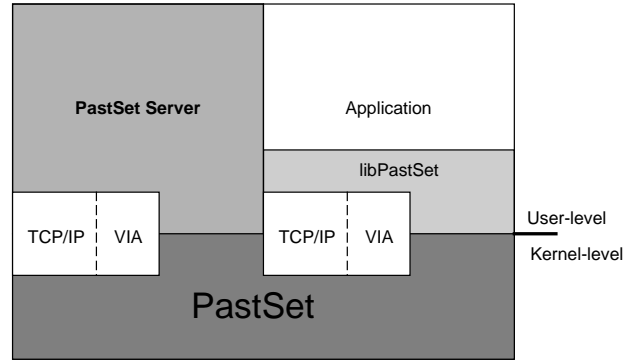 PastSet Server
Application
libPastSet
TCP/IP
VIA
TCP/IP
VIA
User-level
Kernel-level
PastSet